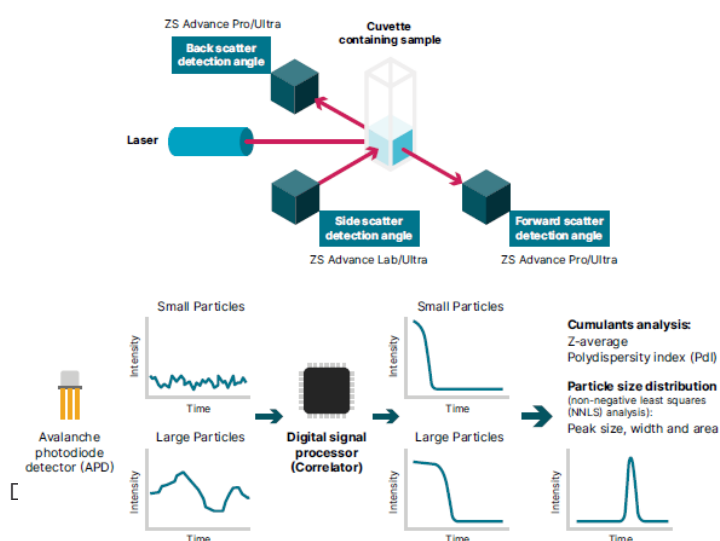 ZS Advance Pro/Ultra
Back scatter
detection angle
Cuvette
containing sample
Laser
Side scatter
detection angle
ZS Advance Lab/Ultra
Forward scatter
detection angle
ZS Advance Pro/Ultra
Small Particles
Intensity
Time
Small Particles
Intensity
Time
Cumulants analysis:
Z-average
Polydispersity index (PdI)
Particle size distribution
(non-negative least squares
(NNLS) analysis):
Peak size, width and area
Avalanche
photodiode
detector (APD)
Large Particles
Intensity
Time
Digital signal
processor
(Correlator)
Large Particles
Intensity
Time
Intensity
Time